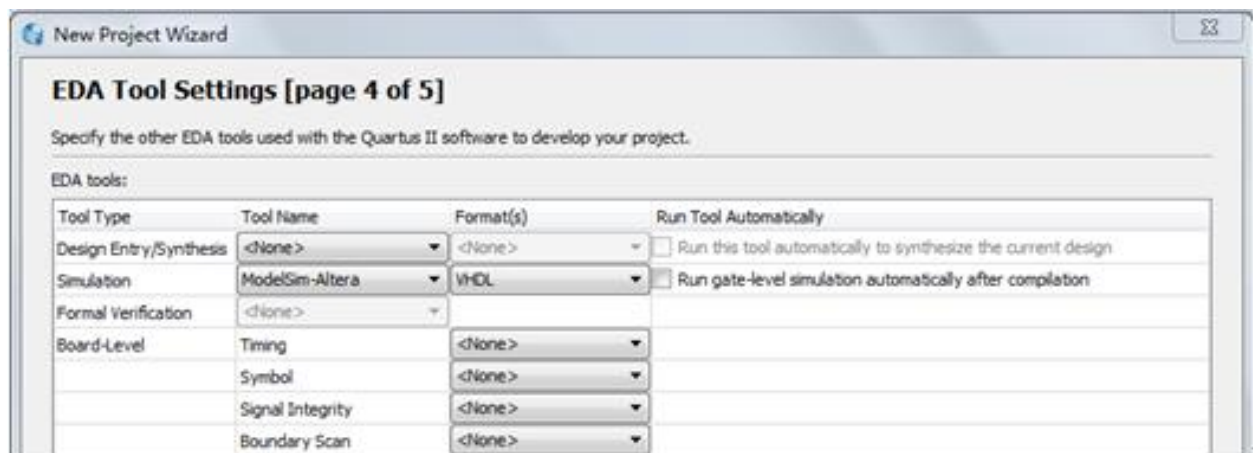 New Project Wizard
EDA Tool Settings [page 4 of 5]
Specify the other EDA tools used with the Quartus II software to develop your project.
EDA tools:
Tool Type Tool Name Format(s) Run Tool Automatically
Design Entry/Synthesis <None> <None> Run this tool automatically to synthesize the current design
Simulation ModelSim-Altera VHDL Run gate-level simulation automatically after compilation
Formal Verification <None>
Board-Level Timing <None>
Symbol <None>
Signal Integrity <None>
Boundary Scan <None>